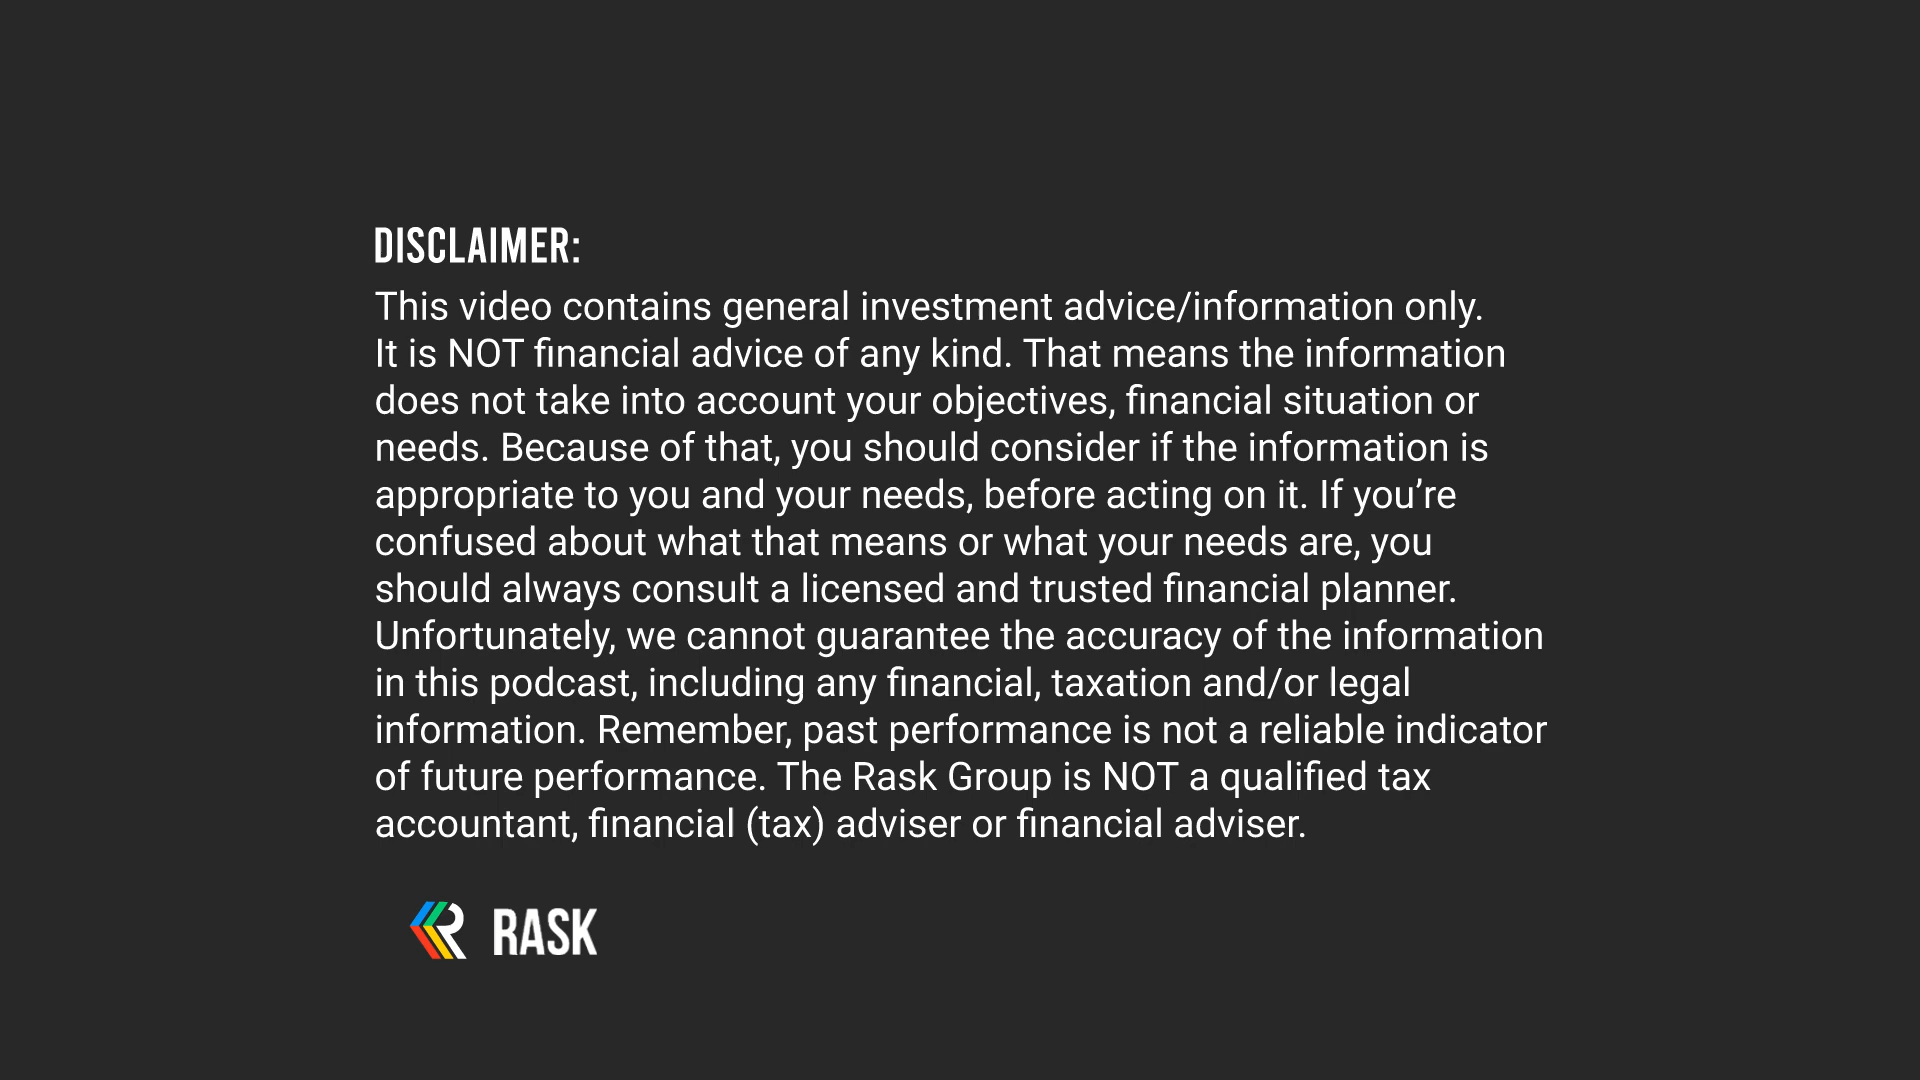 DISCLAIMER:
This video contains general investment advice/information only.
It is NOT financial advice of any kind. That means the information
does not take into account your objectives, financial situation or
needs. Because of that, you should consider if the information is
appropriate to you and your needs, before acting on it. If you’re
confused about what that means or what your needs are, you
should always consult a licensed and trusted financial planner.
Unfortunately, we cannot guarantee the accuracy of the information
in this podcast, including any financial, taxation and/or legal
information. Remember, past performance is not a reliable indicator
of future performance. The Rask Group is NOT a qualified tax
accountant, financial (tax) adviser or financial adviser.
RASK